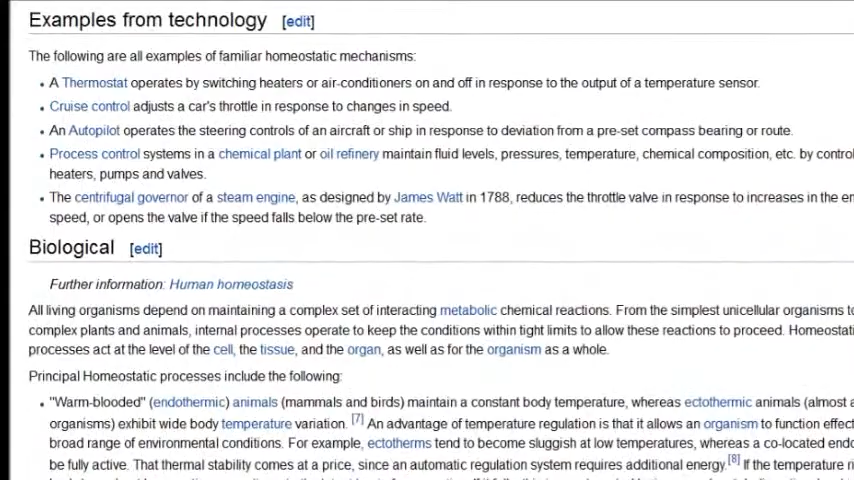 Examples from technology [edit]
The following are all examples of familiar homeostatic mechanisms:
• A Thermostat operates by switching heaters or air-conditioners on and off in response to the output of a temperature sensor.
• Cruise control adjusts a car's throttle in response to changes in speed.
• An Autopilot operates the steering controls of an aircraft or ship in response to deviation from a pre-set compass bearing or route.
• Process control systems in a chemical plant or oil refinery maintain fluid levels, pressures, temperature, chemical composition, etc. by control
heaters, pumps and valves.
• The centrifugal governor of a steam engine, as designed by James Watt in 1788, reduces the throttle valve in response to increases in the en
speed, or opens the valve if the speed falls below the pre-set rate.
Biological [edit]
Further information: Human homeostasis
All living organisms depend on maintaining a complex set of interacting metabolic chemical reactions. From the simplest unicellular organisms to
complex plants and animals, internal processes operate to keep the conditions within tight limits to allow these reactions to proceed. Homeostati
processes act at the level of the cell, the tissue, and the organ, as well as for the organism as a whole.
Principal Homeostatic processes include the following:
• "Warm-blooded" (endothermic) animals (mammals and birds) maintain a constant body temperature, whereas ectothermic animals (almost a
organisms) exhibit wide body temperature variation. [7] An advantage of temperature regulation is that it allows an organism to function effect
broad range of environmental conditions. For example, ectotherms tend to become sluggish at low temperatures, whereas a co-located endo
be fully active. That thermal stability comes at a price, since an automatic regulation system requires additional energy.[8] If the temperature ri